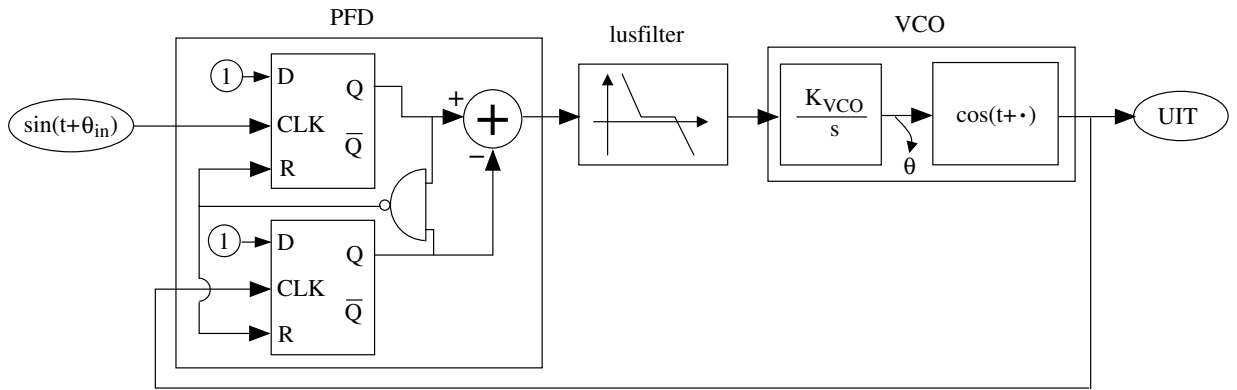 PFD
lusfilter
VCO
1
D
Q
+
sin(t+θin)
CLK
Q̅
−
+
R
KVCO
s
θ
cos(t+·)
UIT
1
D
Q
CLK
Q̅
R